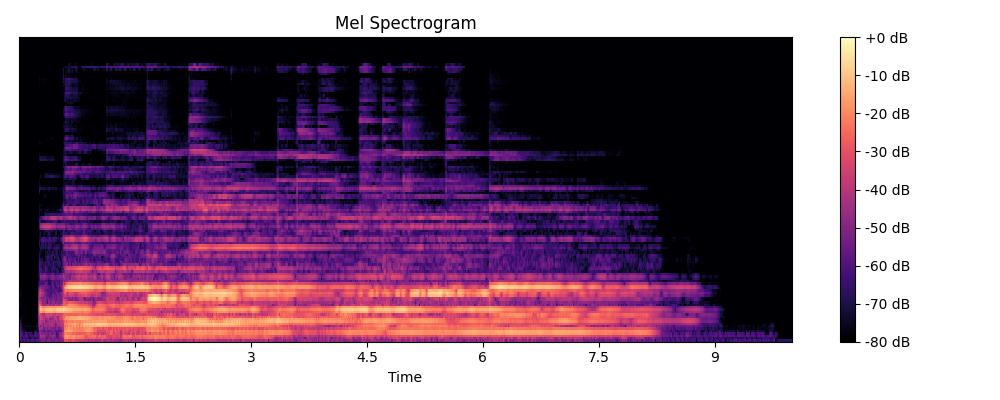 Mel Spectrogram
+0 dB
-10 dB
-20 dB
-30 dB
-40 dB
-50 dB
-60 dB
-70 dB
-80 dB
0 1.5 3 4.5 6 7.5 9
Time